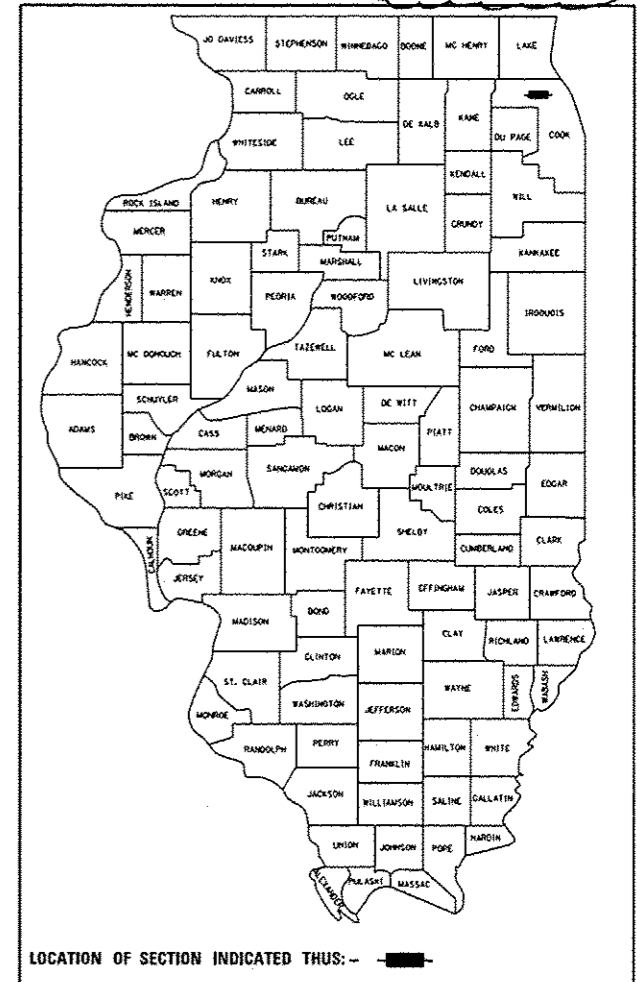 JO DAVIESS STEPHENSON WINNEBAGO BOONE MC HENRY LAKE
CARROLL OGLE DE KALB KANE DU PAGE COOK
WHITESIDE LEE KENDALL WILL
ROCK ISLAND HENRY BUREAU LA SALLE GRUNDY
MERCER PUTNAM KANKAKEE
STARK MARSHALL LIVINGSTON
HENDERSON WARREN KNOX PEORIA WOODFORD IROQUOIS
HANCOCK MC DONOUGH FULTON TAZEWELL MC LEAN FORD
SCHUYLER MASON LOGAN DE WITT CHAMPAIGN VERMILION
ADAMS BROWN CASS MENARD MACON PIATT
MORGAN SANGAMON DOUGLAS EDGAR
PIKE SCOTT CHRISTIAN MOULTRIE COLES
CALHOUN GREENE MACOUPIN MONTGOMERY SHELBY CUMBERLAND CLARK
JERSEY FAYETTE EFFINGHAM JASPER CRAWFORD
MADISON BOND CLAY RICHLAND LAWRENCE
CLINTON MARION
ST. CLAIR WASHINGTON WAYNE EDWARDS WABASH
MONROE JEFFERSON
RANDOLPH PERRY HAMILTON WHITE
FRANKLIN
JACKSON WILLIAMSON SALINE GALLATIN
UNION JOHNSON POPE HARDIN
ALEXANDER PULASKI MASSAC
LOCATION OF SECTION INDICATED THUS: -